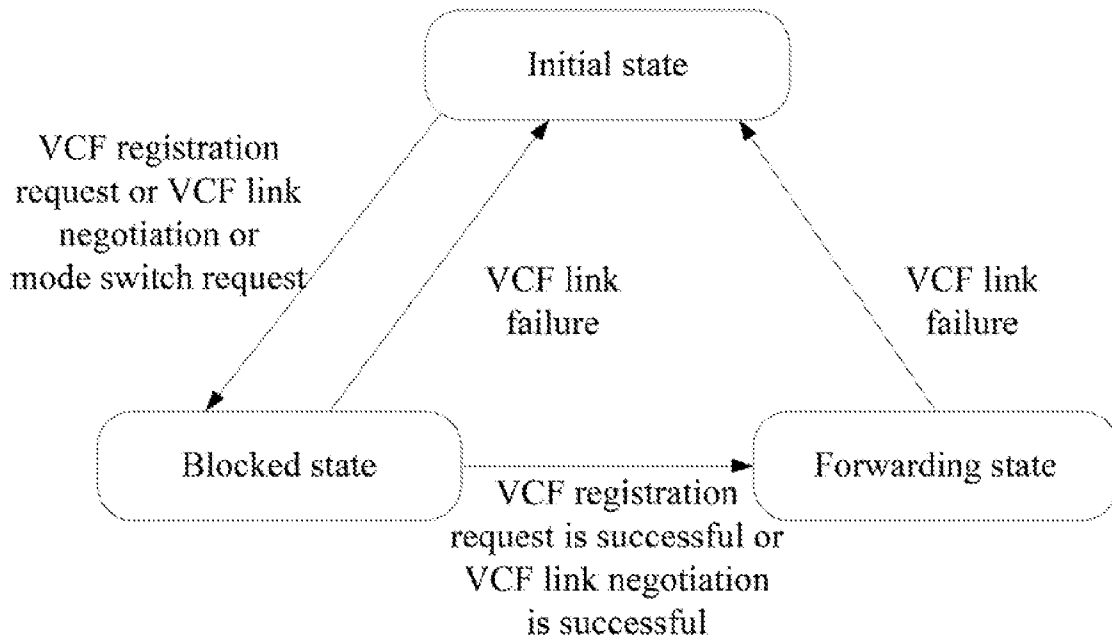 Initial state
VCF registration
request or VCF link
negotiation or
mode switch request
VCF link
failure
VCF link
failure
Blocked state
Forwarding state
VCF registration
request is successful or
VCF link negotiation
is successful